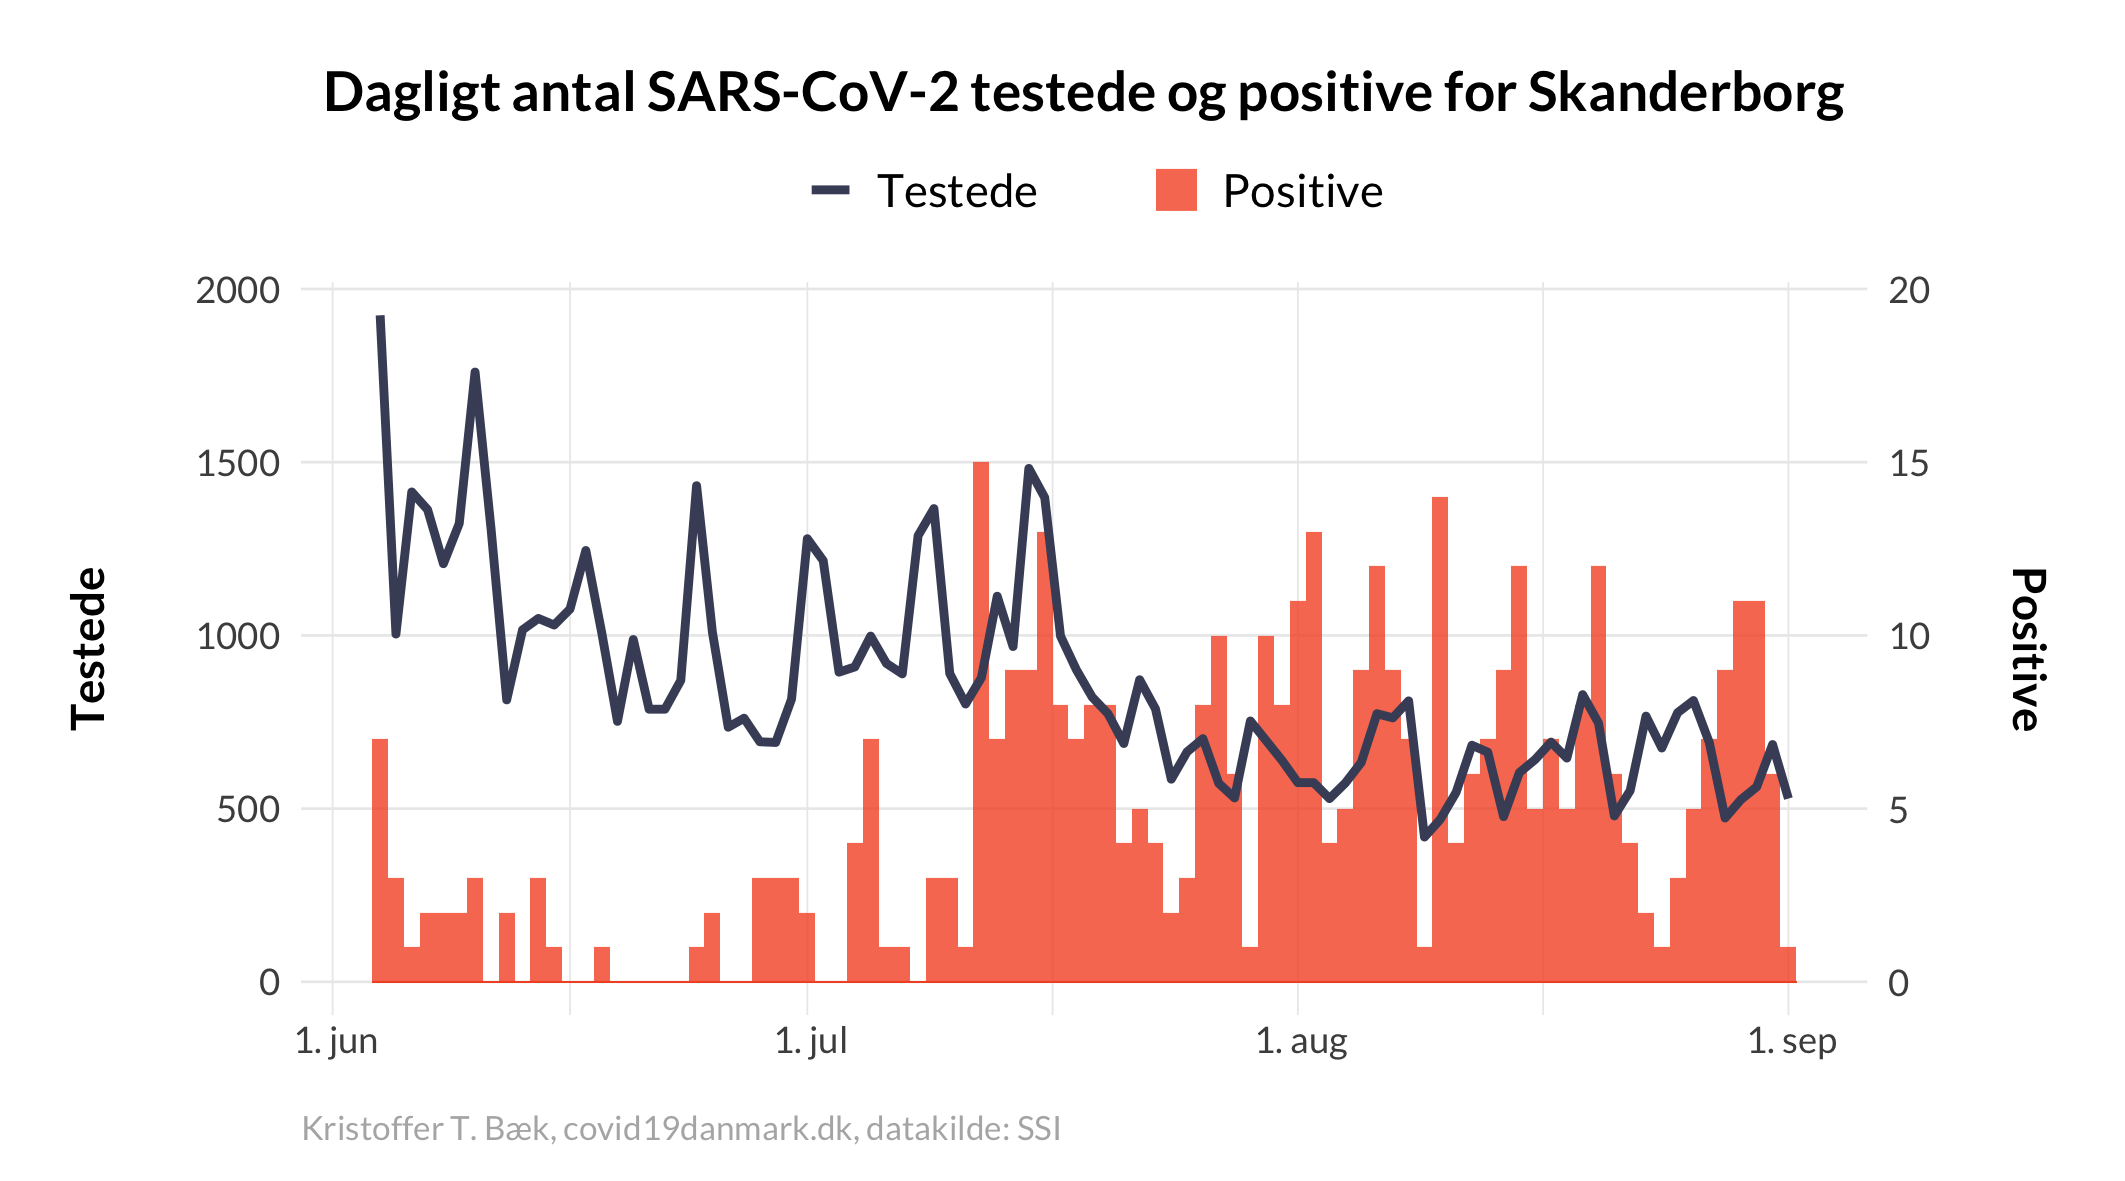 Dagligt antal SARS-CoV-2 testede og positive for Skanderborg
Testede
Positive
2000
1500
1000
500
0
20
15
10
5
0
Testede
Positive
1. jun
1. jul
1. aug
1. sep
Kristoffer T. Bæk, covid19danmark.dk, datakilde: SSI